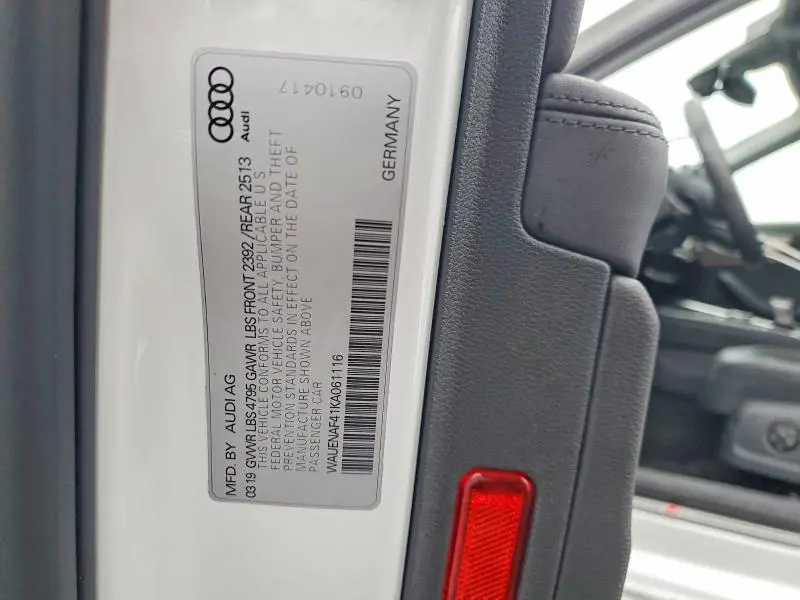 0910417
Audi
MFD. BY AUDI AG
0319 GVWR LBS 4795 GAWR LBS FRONT 2392/REAR 2513
THIS VEHICLE CONFORMS TO ALL APPLICABLE U S
FEDERAL MOTOR VEHICLE SAFETY, BUMPER AND THEFT
PREVENTION STANDARDS IN EFFECT ON THE DATE OF
MANUFACTURE SHOWN ABOVE
PASSENGER CAR
GERMANY
WAUENAF41KA061116